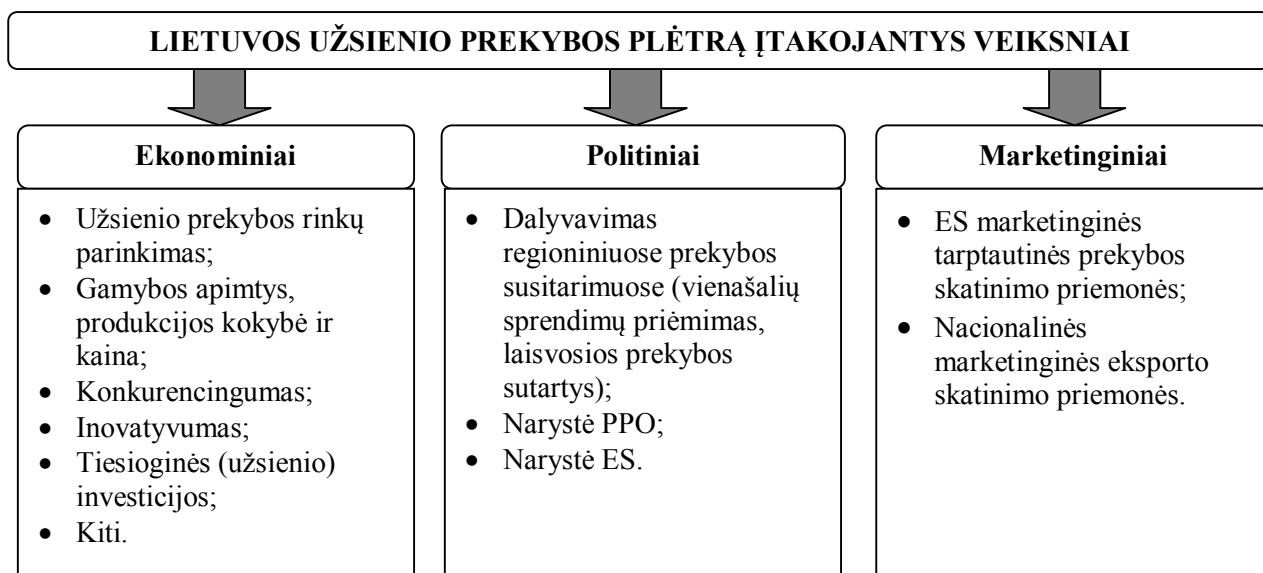 LIETUVOS UŽSIENIO PREKYBOS PLĖTRĄ ĮTAKOJANTYS VEIKSNIAI
Ekonominiai
• Užsienio prekybos rinkų
parinkimas;
• Gamybos apimtys,
produkcijos kokybė ir
kaina;
• Konkurencingumas;
• Inovatyvumas;
• Tiesioginės (užsienio)
investicijos;
• Kiti.
Politiniai
• Dalyvavimas
regioniniuose prekybos
susitarimuose (vienašalių
sprendimų priėmimas,
laisvosios prekybos
sutartys);
• Narystė PPO;
• Narystė ES.
Marketinginiai
• ES marketinginės
tarptautinės prekybos
skatinimo priemonės;
• Nacionalinės
marketinginės eksporto
skatinimo priemonės.